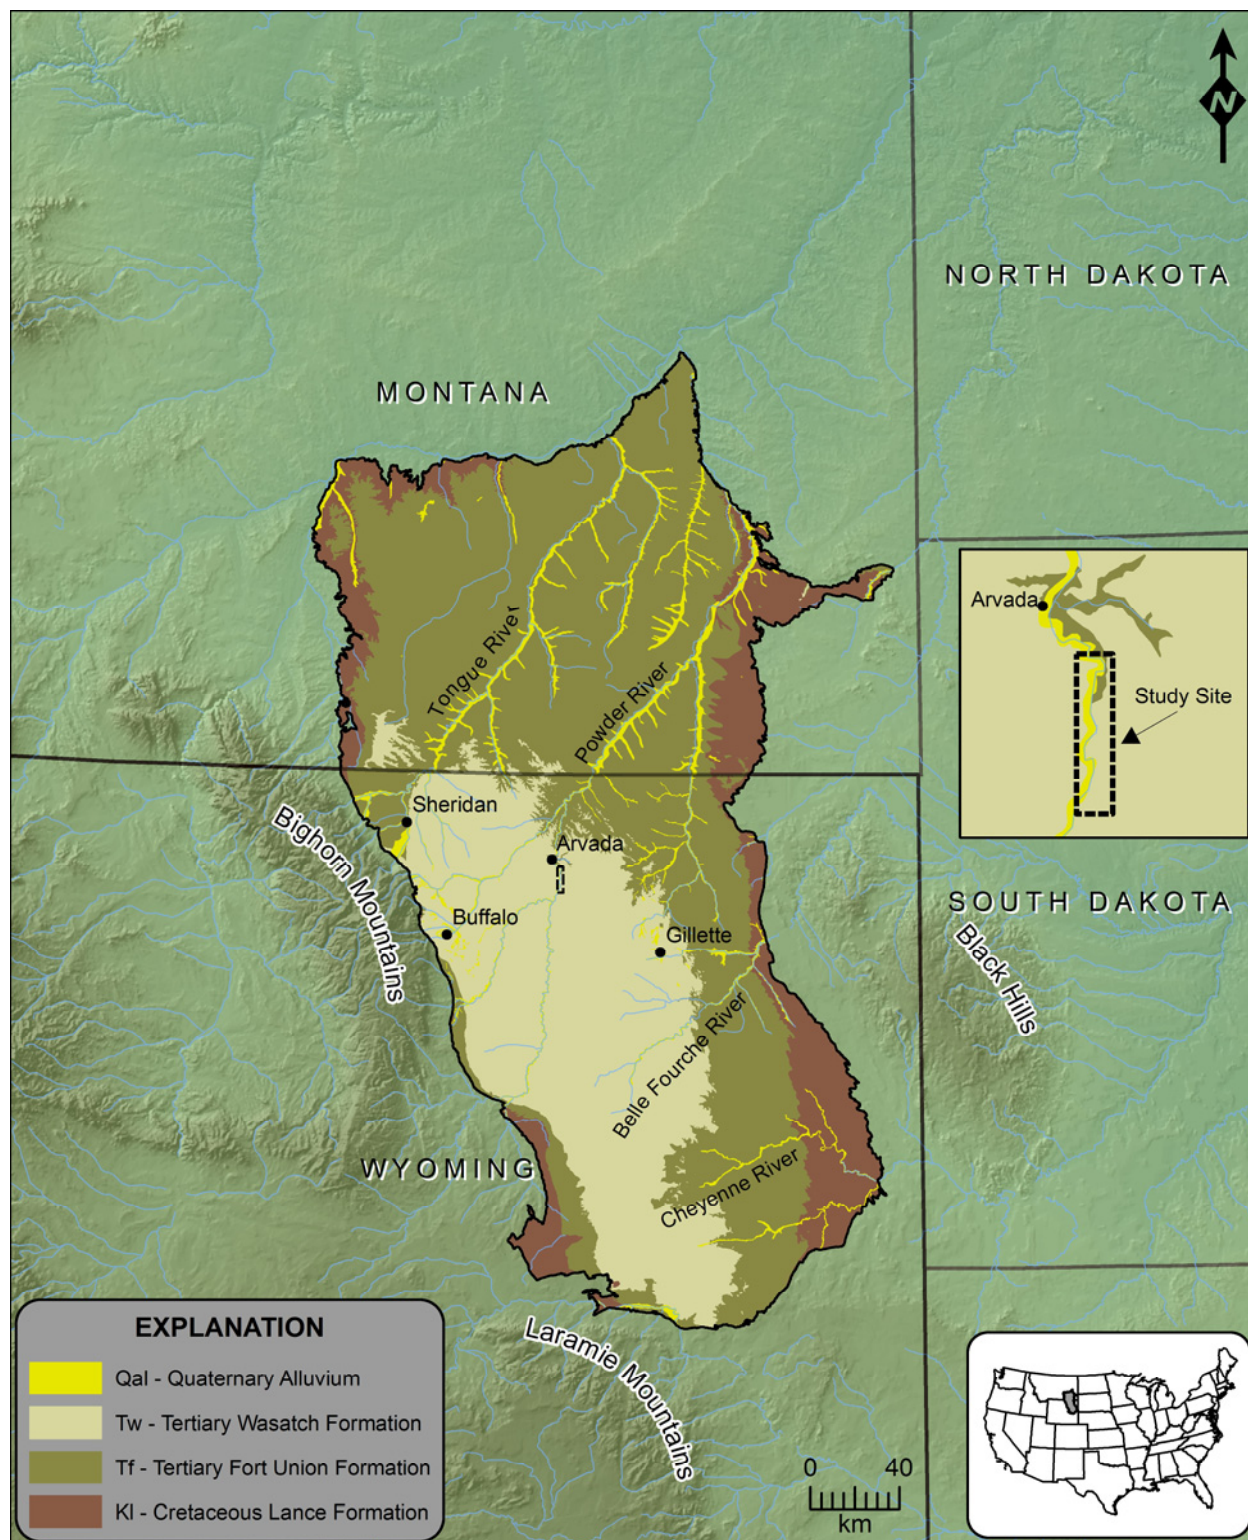 N
NORTH DAKOTA
MONTANA
Arvada
Study Site
Tongue River
Powder River
Sheridan
Bighorn Mountains
Arvada
SOUTH DAKOTA
Buffalo
Gillette
Black Hills
Belle Fourche River
WYOMING
Cheyenne River
EXPLANATION
Qal - Quaternary Alluvium
Tw - Tertiary Wasatch Formation
Tf - Tertiary Fort Union Formation
Kl - Cretaceous Lance Formation
Laramie Mountains
0 40
km